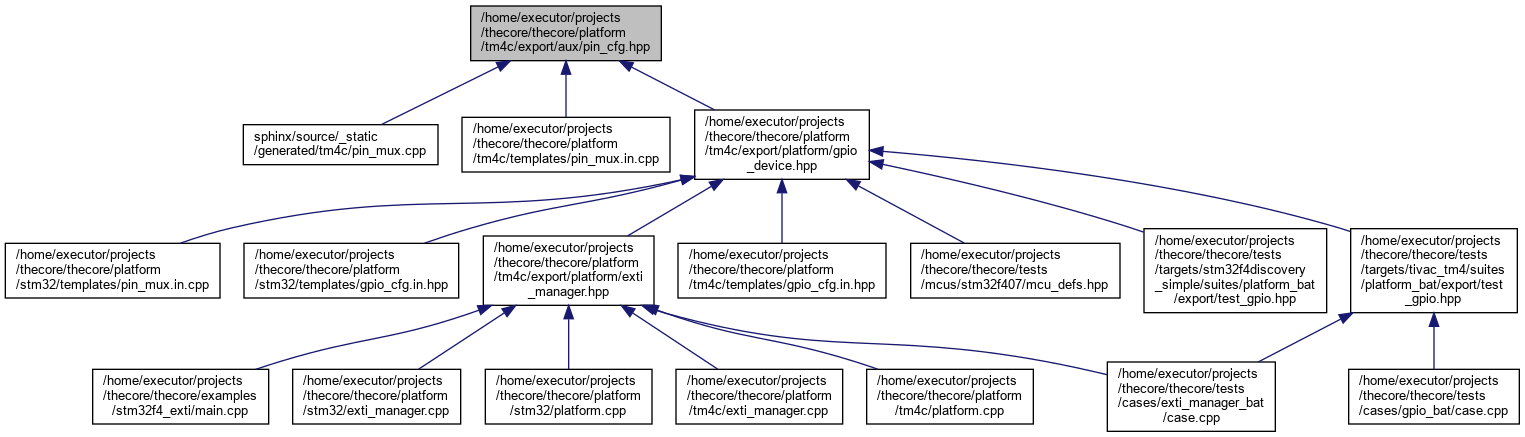 /home/executor/projects
/thecore/thecore/platform
/tm4c/export/aux/pin_cfg.hpp
sphinx/source/_static
/generated/tm4c/pin_mux.cpp
/home/executor/projects
/thecore/thecore/platform
/tm4c/templates/pin_mux.in.cpp
/home/executor/projects
/thecore/thecore/platform
/tm4c/export/platform/gpio
_device.hpp
/home/executor/projects
/thecore/thecore/platform
/stm32/templates/pin_mux.in.cpp
/home/executor/projects
/thecore/thecore/platform
/stm32/templates/gpio_cfg.in.hpp
/home/executor/projects
/thecore/thecore/platform
/tm4c/export/platform/exti
_manager.hpp
/home/executor/projects
/thecore/thecore/platform
/tm4c/templates/gpio_cfg.in.hpp
/home/executor/projects
/thecore/thecore/tests
/mcus/stm32f407/mcu_defs.hpp
/home/executor/projects
/thecore/thecore/tests
/targets/stm32f4discovery
_simple/suites/platform_bat
/export/test_gpio.hpp
/home/executor/projects
/thecore/thecore/tests
/targets/tivac_tm4/suites
/platform_bat/export/test
_gpio.hpp
/home/executor/projects
/thecore/thecore/examples
/stm32f4_exti/main.cpp
/home/executor/projects
/thecore/thecore/platform
/stm32/exti_manager.cpp
/home/executor/projects
/thecore/thecore/platform
/stm32/platform.cpp
/home/executor/projects
/thecore/thecore/platform
/tm4c/exti_manager.cpp
/home/executor/projects
/thecore/thecore/platform
/tm4c/platform.cpp
/home/executor/projects
/thecore/thecore/tests
/cases/exti_manager_bat
/case.cpp
/home/executor/projects
/thecore/thecore/tests
/cases/gpio_bat/case.cpp